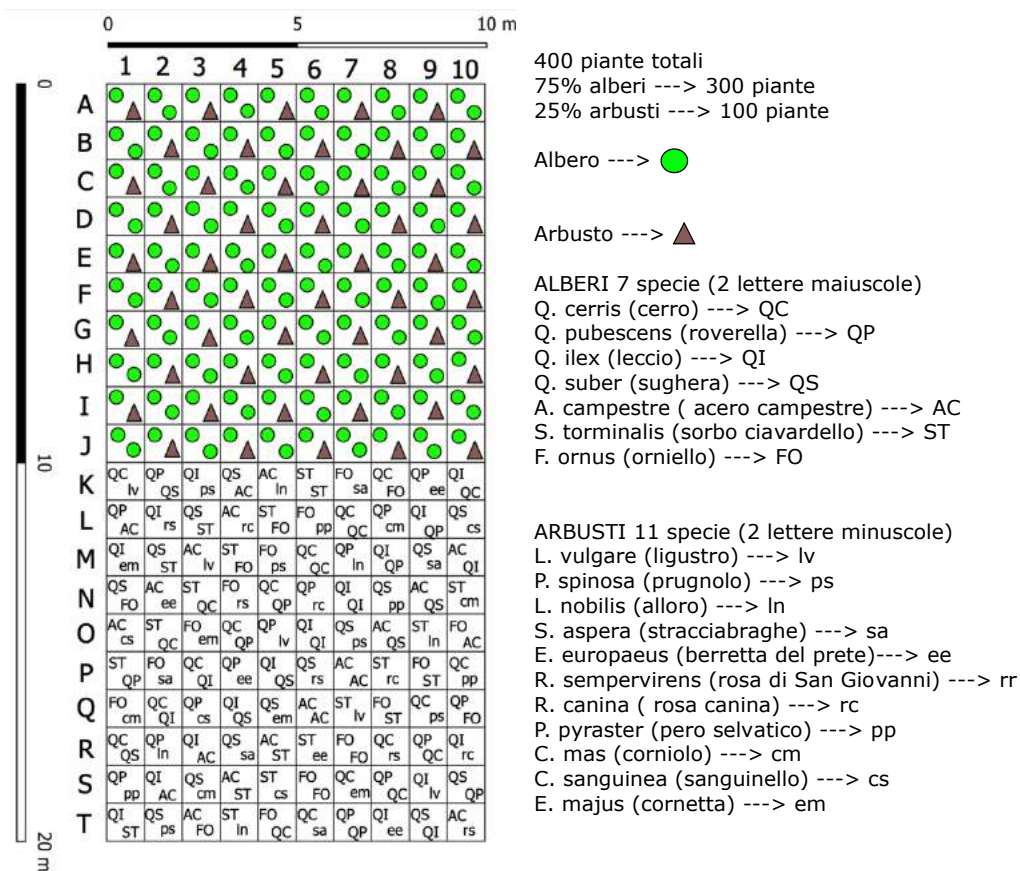 0 5 10 m
1 2 3 4 5 6 7 8 9 10
0
A
B
C
D
E
F
G
H
I
J
10
K QC lv QP QS QI ps QS AC AC ln ST ST FO sa QC FO QP ee QI QC
L QP AC QI rs QS ST AC rc ST FO FO pp QC QC QP cm QI QP QS cs
M QI em QS ST AC lv ST FO FO ps QC QC QP ln QI QP QS sa AC QI
N QS FO AC ee ST QC FO rs QC QP QP rc QI QI QS pp AC QS ST cm
O AC cs ST QC FO em QC QP QP lv QI QI QS ps AC QS ST ln FO AC
P ST QP FO sa QC QI QP ee QI QS QS rs AC AC ST rc FO ST QC pp
Q FO cm QC QI QP cs QI QS QS em AC AC ST lv FO ST QC ps QP FO
R QC QS QP ln QI AC QS sa AC ST ST ee FO FO QC rs QP QC QI rc
S QP pp QI AC QS cm AC ST ST cs FO FO QC em QP QC QI lv QS QP
T QI ST QS ps AC FO ST ln FO QC QC sa QP QP QI ee QS QI AC rs
20 m
400 piante totali
75% alberi ---> 300 piante
25% arbusti ---> 100 piante
Albero --->
Arbusto --->
ALBERI 7 specie (2 lettere maiuscole)
Q. cerris (cerro) ---> QC
Q. pubescens (roverella) ---> QP
Q. ilex (leccio) ---> QI
Q. suber (sughera) ---> QS
A. campestre ( acero campestre) ---> AC
S. torminalis (sorbo ciavardello) ---> ST
F. ornus (orniello) ---> FO
ARBUSTI 11 specie (2 lettere minuscole)
L. vulgare (ligustro) ---> lv
P. spinosa (prugnolo) ---> ps
L. nobilis (alloro) ---> ln
S. aspera (stracciabraghe) ---> sa
E. europaeus (berretta del prete)---> ee
R. sempervirens (rosa di San Giovanni) ---> rr
R. canina ( rosa canina) ---> rc
P. pyraster (pero selvatico) ---> pp
C. mas (corniolo) ---> cm
C. sanguinea (sanguinello) ---> cs
E. majus (cornetta) ---> em